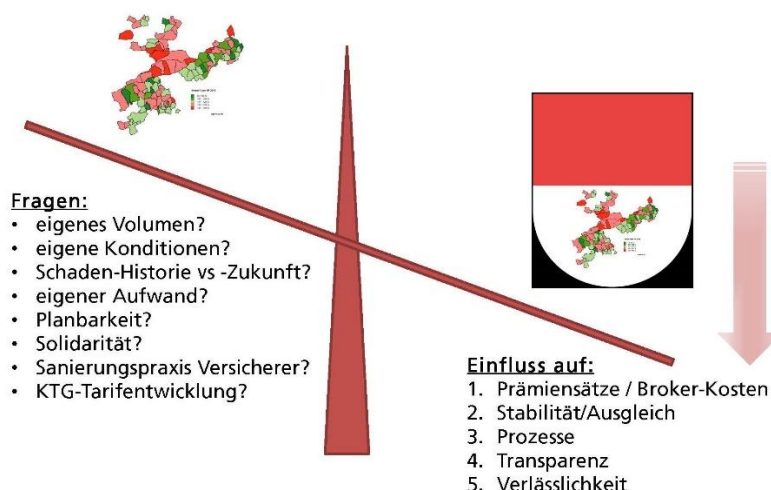 Fragen:
• eigenes Volumen?
• eigene Konditionen?
• Schaden-Historie vs -Zukunft?
• eigener Aufwand?
• Planbarkeit?
• Solidarität?
• Sanierungspraxis Versicherer?
• KTG-Tarifentwicklung?
Einfluss auf:
1. Prämiensätze / Broker-Kosten
2. Stabilität/Ausgleich
3. Prozesse
4. Transparenz
5. Verlässlichkeit